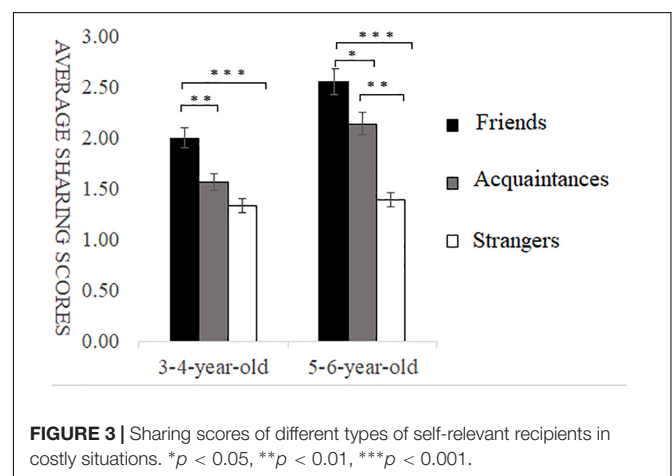 AVERAGE SHARING SCORES
3.00
2.50
2.00
1.50
1.00
0.50
0.00
* * *
* *
* * *
*
* *
Friends
Acquaintances
Strangers
3-4-year-old
5-6-year-old
FIGURE 3 | Sharing scores of different types of self-relevant recipients in
costly situations. *p < 0.05, **p < 0.01, ***p < 0.001.